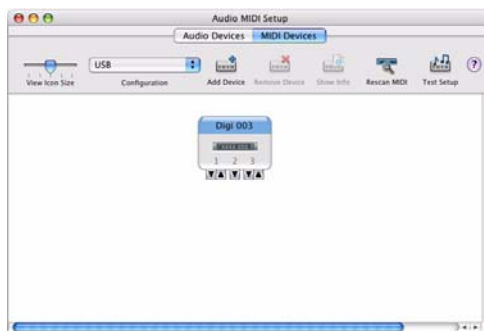 Audio MIDI Setup
Audio Devices MIDI Devices
USB
View Icon Size Configuration Add Device Remove Device Show Info Rescan MIDI Test Setup
?
Digi 003
1 2 3